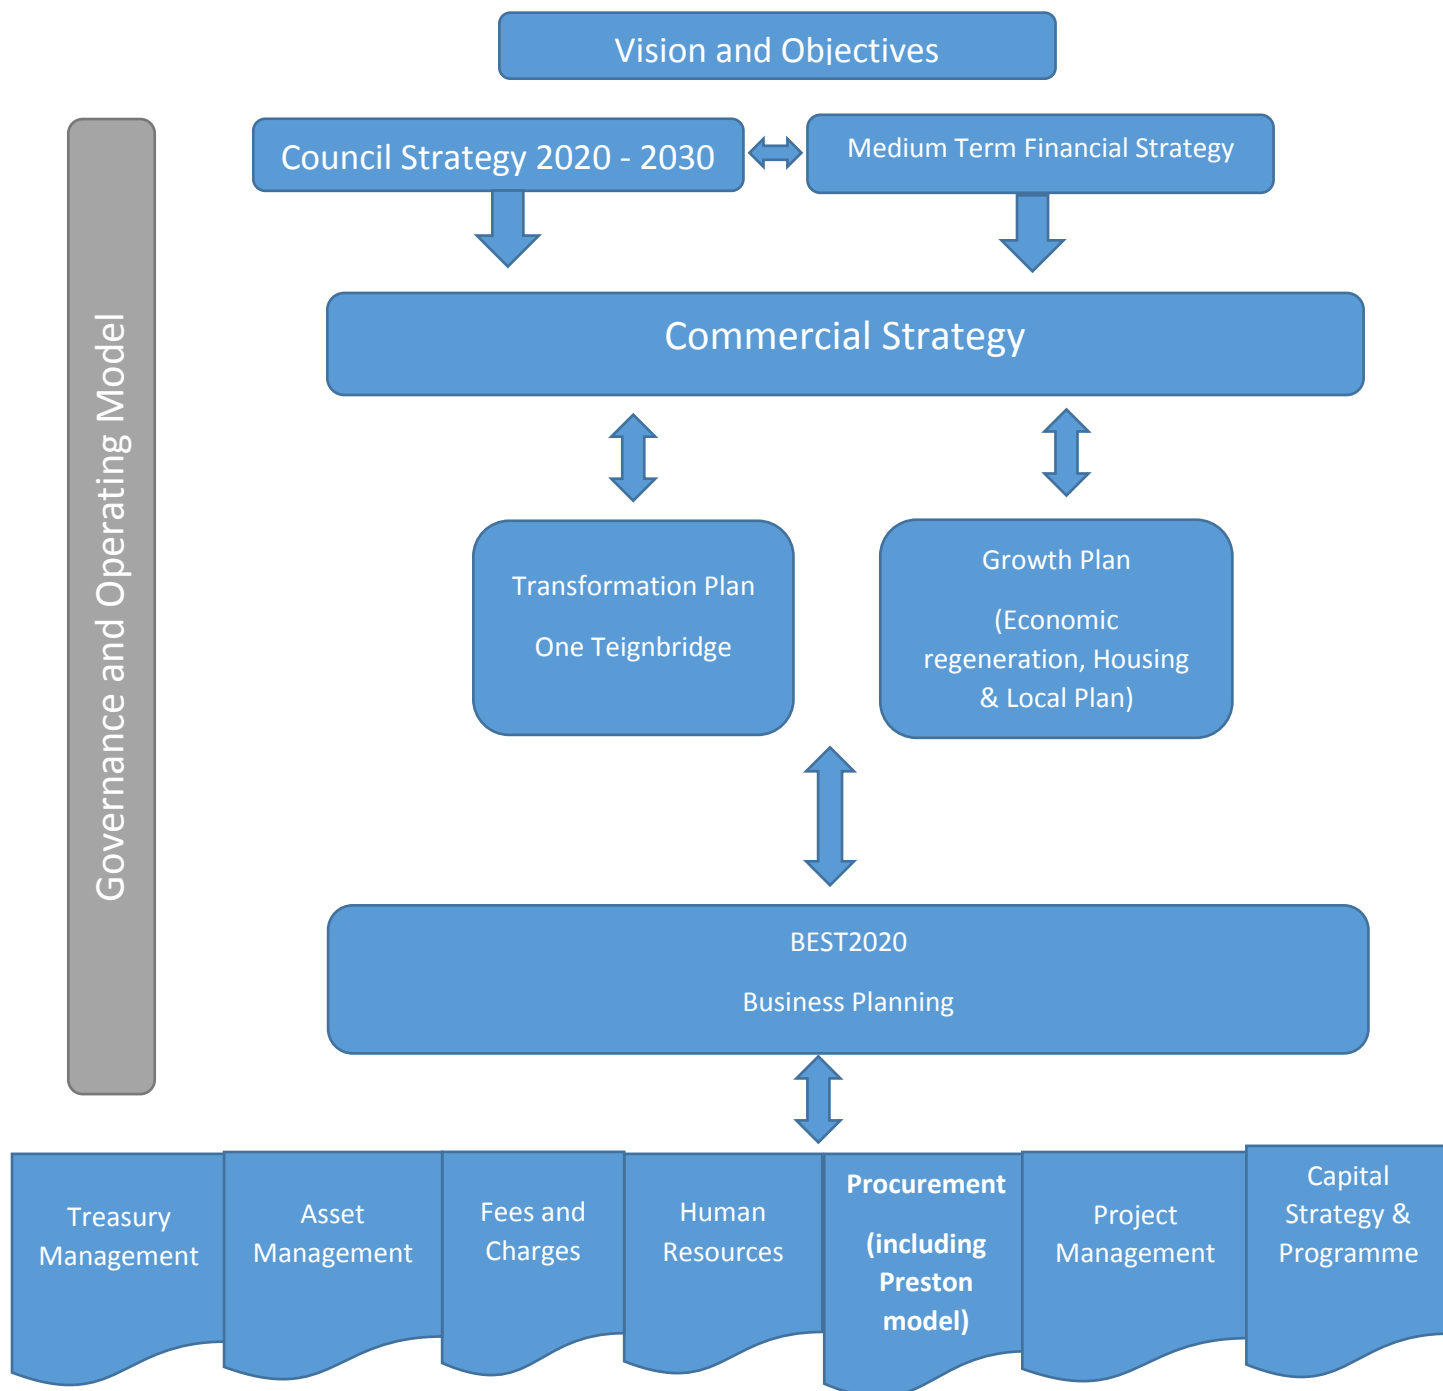 Vision and Objectives
Council Strategy 2020 - 2030
Medium Term Financial Strategy
Governance and Operating Model
Commercial Strategy
Transformation Plan
One Teignbridge
Growth Plan
(Economic
regeneration, Housing
& Local Plan)
BEST2020
Business Planning
Treasury
Management
Asset
Management
Fees and
Charges
Human
Resources
Procurement
(including
Preston
model)
Project
Management
Capital
Strategy &
Programme